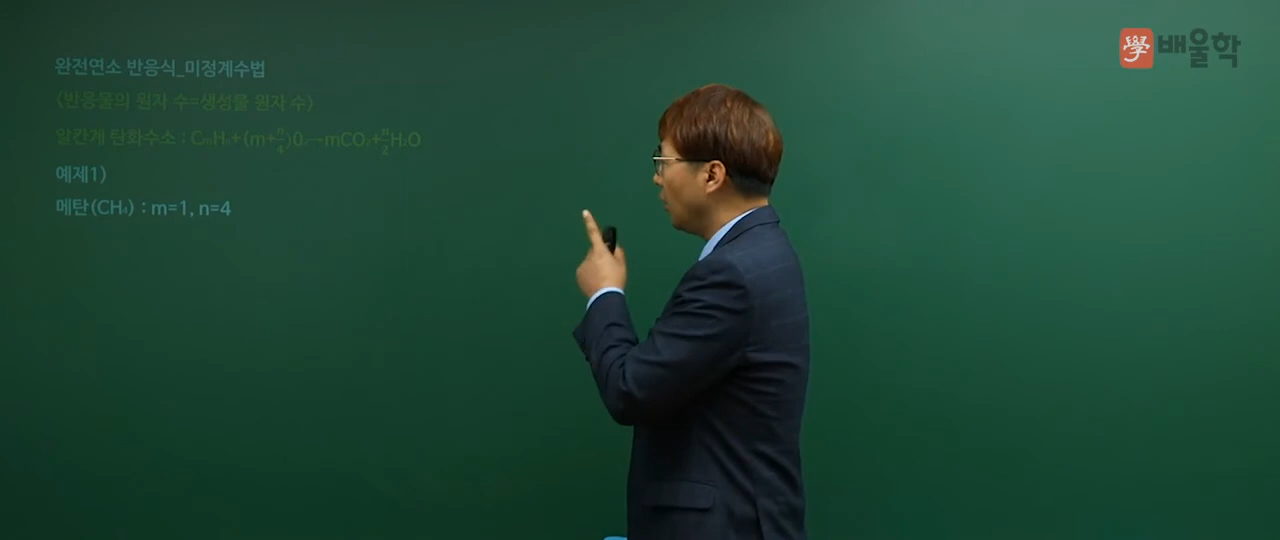 완전연소 반응식_미정계수법
(반응물의 원자 수=생성물 원자 수)
알칸계 탄화수소 : CₘHₙ+(m+n/4)0₂→mCO₂+n/2H₂O
예제1)
메탄(CH₄) : m=1, n=4
學 배울학